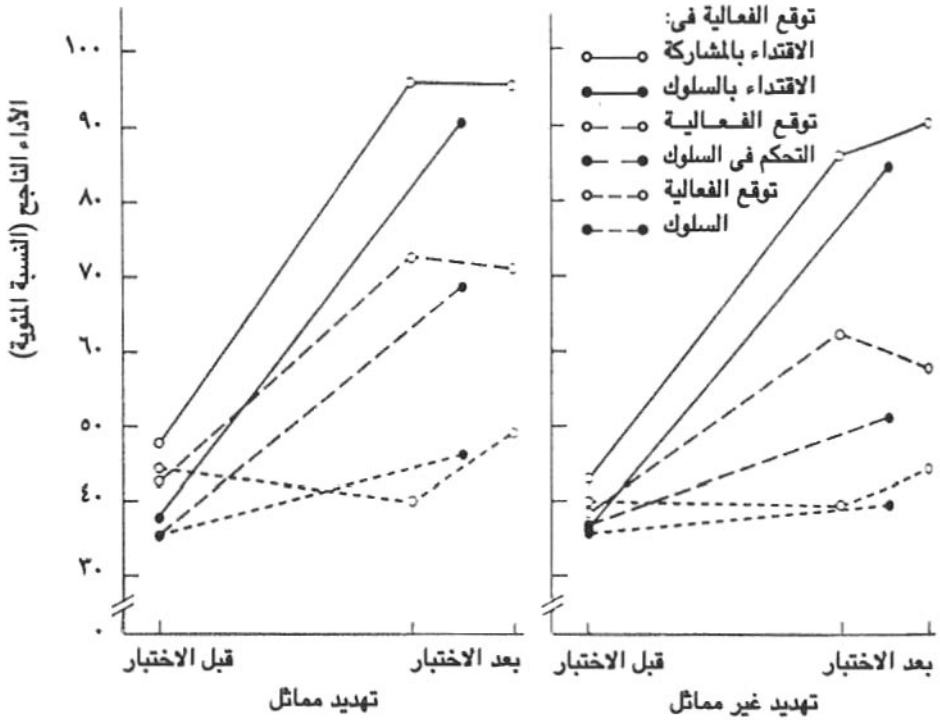 توقع الفعالية فى:
الاقتداء بالمشاركة
الاقتداء بالسلوك
توقع الفعالية
التحكم فى السلوك
توقع الفعالية
السلوك
الأداء الناجح (النسبة المئوية)
١٠٠
٩٠
٨٠
٧٠
٦٠
٥٠
٤٠
٣٠
٠
قبل الاختبار
بعد الاختبار
تهديد مماثل
قبل الاختبار
بعد الاختبار
تهديد غير مماثل